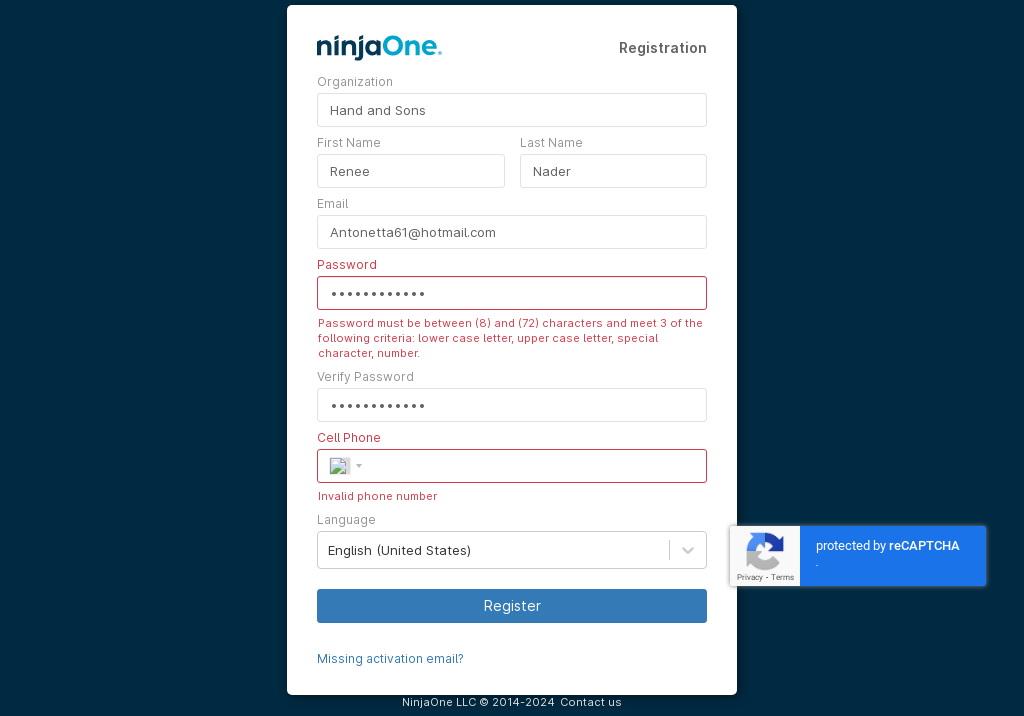 ninjaOne.
Registration
Organization
Hand and Sons
First Name
Last Name
Renee
Nader
Email
Antonetta61@hotmail.com
Password
••••••••••••
Password must be between (8) and (72) characters and meet 3 of the
following criteria: lower case letter, upper case letter, special
character, number.
Verify Password
••••••••••••
Cell Phone
Invalid phone number
Language
English (United States)
protected by reCAPTCHA
Privacy - Terms
Register
Missing activation email?
NinjaOne LLC © 2014-2024 Contact us